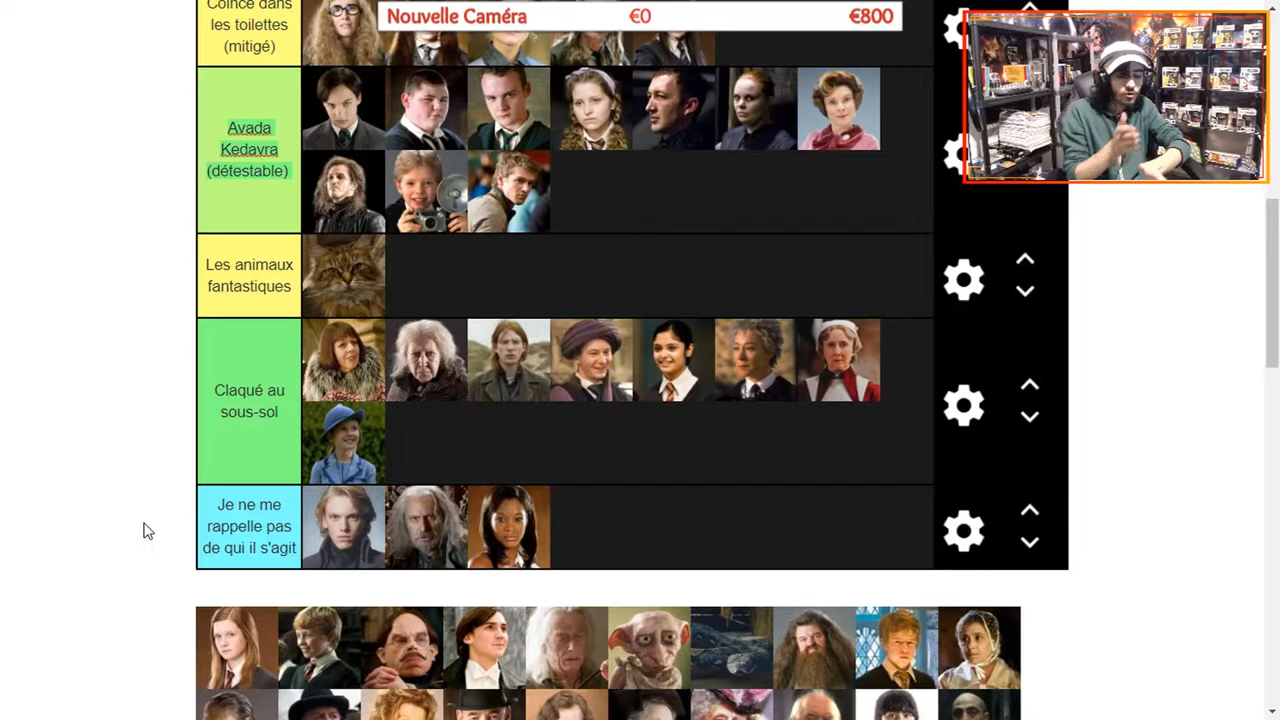 Nouvelle Caméra €0 €800
Coincé dans
les toilettes
(mitigé)
Avada
Kedavra
(détestable)
Les animaux
fantastiques
Claqué au
sous-sol
Je ne me
rappelle pas
de qui il s'agit